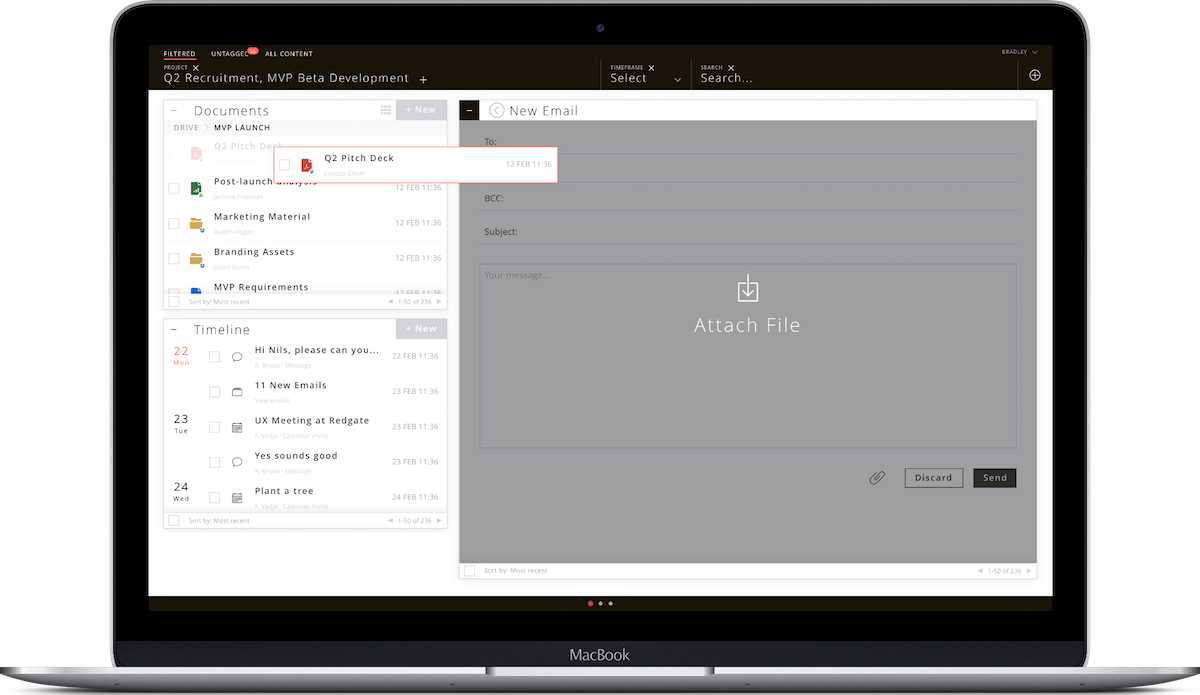 FILTERED UNTAGGED ALL CONTENT
BRADLEY
PROJECT ✕
Q2 Recruitment, MVP Beta Development +
TIMEFRAME ✕
Select
SEARCH ✕
Search...
− Documents
+ New
DRIVE > MVP LAUNCH
Q2 Pitch Deck
Q2 Pitch Deck
12 FEB 11:36
Loretta Elliott
Post-launch analysis
12 FEB 11:36
Jerome Freeman
Marketing Material
12 FEB 11:36
Austin Hogan
Branding Assets
12 FEB 11:36
Jason Burns
MVP Requirements
12 FEB 11:36
Sort by: Most recent
1-50 of 236
− Timeline
+ New
22
Mon
Hi Nils, please can you...
22 FEB 11:36
R. Bryan · Message
11 New Emails
23 FEB 11:36
View emails
23
Tue
UX Meeting at Redgate
23 FEB 11:36
F. Vadja · Calendar Invite
Yes sounds good
23 FEB 11:36
R. Bryan · Message
24
Wed
Plant a tree
24 FEB 11:36
F. Vadja · Calendar Invite
Sort by: Most recent
1-50 of 236
− New Email
To:
BCC:
Subject:
Your message...
Attach File
Discard
Send
Sort by: Most recent
1-50 of 236
MacBook